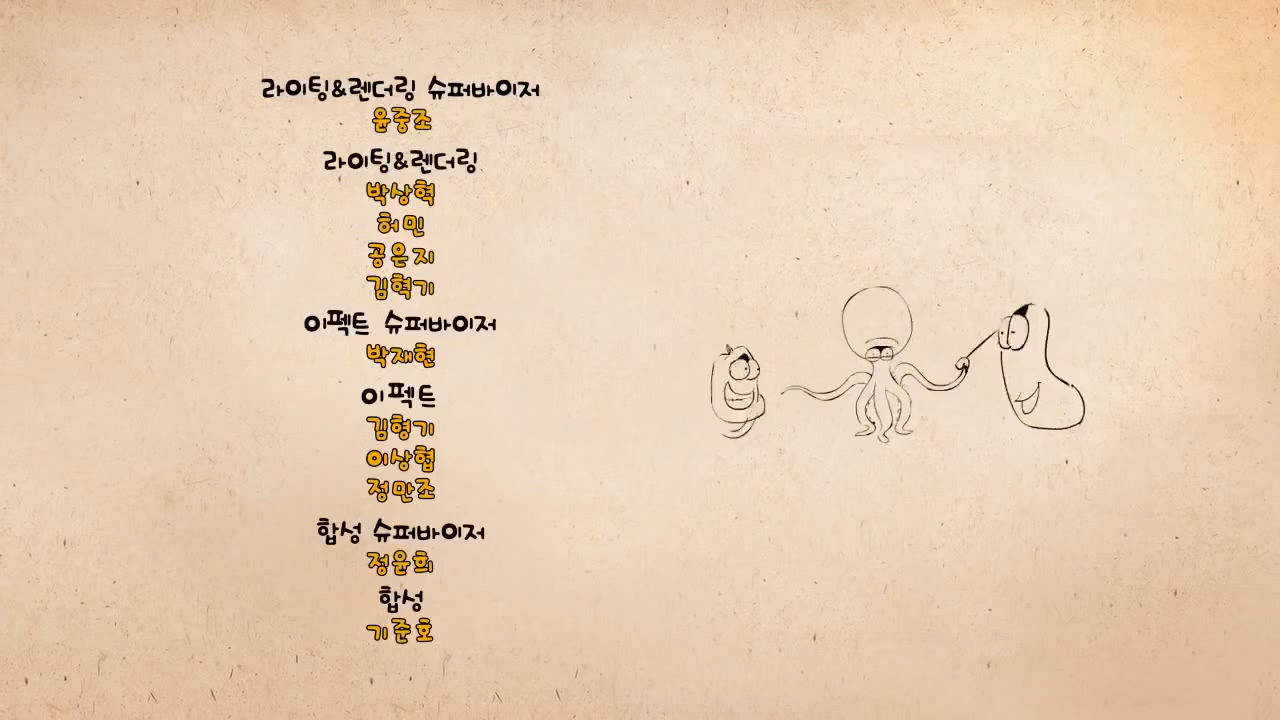 라이팅&렌더링 슈퍼바이저
윤중조
라이팅&렌더링
박상혁
허민
공은지
김혁기
이펙트 슈퍼바이저
박재현
이펙트
김형기
이상협
정만조
합성 슈퍼바이저
정윤희
합성
기준호